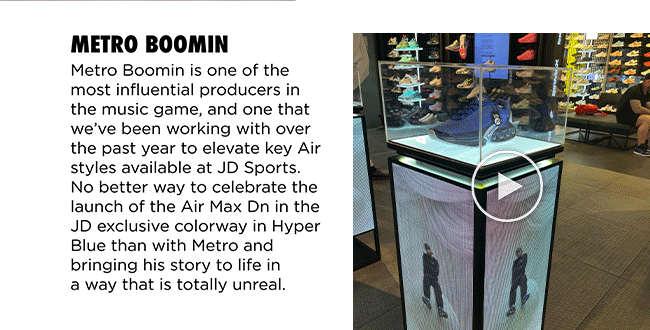 METRO BOOMIN
Metro Boomin is one of the
most influential producers in
the music game, and one that
we've been working with over
the past year to elevate key Air
styles available at JD Sports.
No better way to celebrate the
launch of the Air Max Dn in the
JD exclusive colorway in Hyper
Blue than with Metro and
bringing his story to life in
a way that is totally unreal.